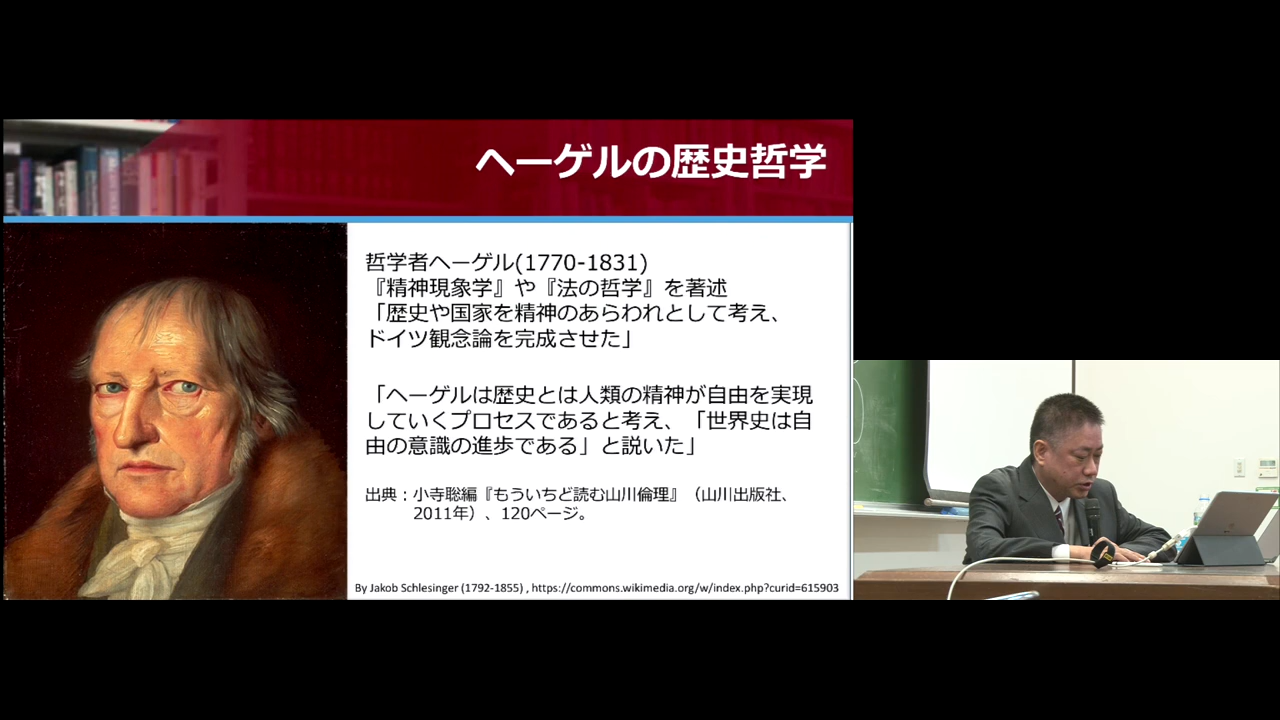 ヘーゲルの歴史哲学
哲学者ヘーゲル(1770-1831)
『精神現象学』や『法の哲学』を著述
「歴史や国家を精神のあらわれとして考え、
ドイツ観念論を完成させた」
「ヘーゲルは歴史とは人類の精神が自由を実現
していくプロセスであると考え、「世界史は自
由の意識の進歩である」と説いた」
出典：小寺聡編『もういちど読む山川倫理』（山川出版社、
2011年）、120ページ。
By Jakob Schlesinger (1792-1855) , https://commons.wikimedia.org/w/index.php?curid=615903